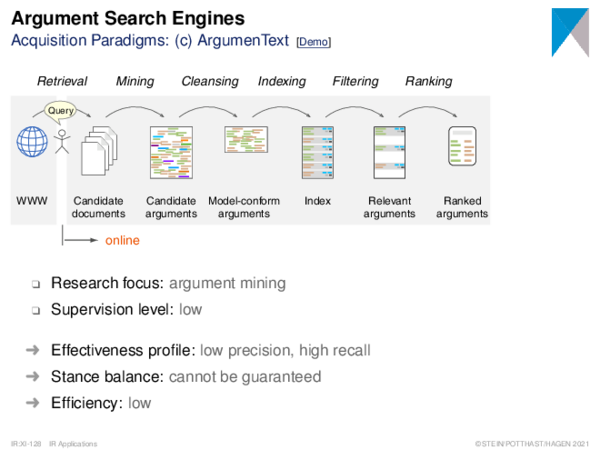 Argument Search Engines
Acquisition Paradigms: (c) ArgumenText [Demo]
Retrieval Mining Cleansing Indexing Filtering Ranking
Query
WWW Candidate documents Candidate arguments Model-conform arguments Index Relevant arguments Ranked arguments
online
❑ Research focus: argument mining
❑ Supervision level: low
➜ Effectiveness profile: low precision, high recall
➜ Stance balance: cannot be guaranteed
➜ Efficiency: low
IR:XI-128 IR Applications ©STEIN/POTTHAST/HAGEN 2021